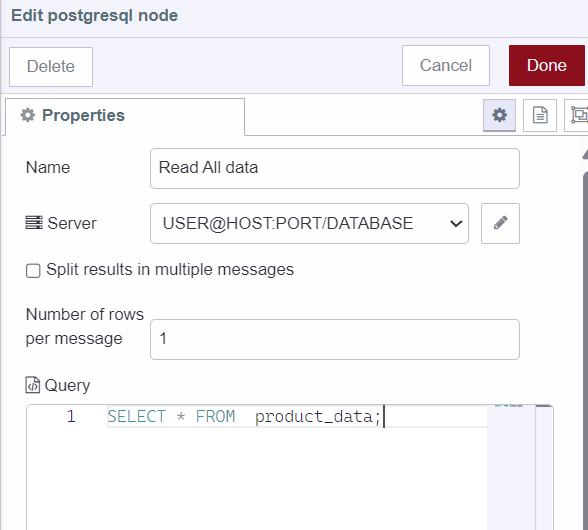 Edit postgresql node
Delete
Cancel
Done
Properties
Name
Read All data
Server
USER@HOST:PORT/DATABASE
Split results in multiple messages
Number of rows
per message
1
Query
1 SELECT * FROM  product_data;